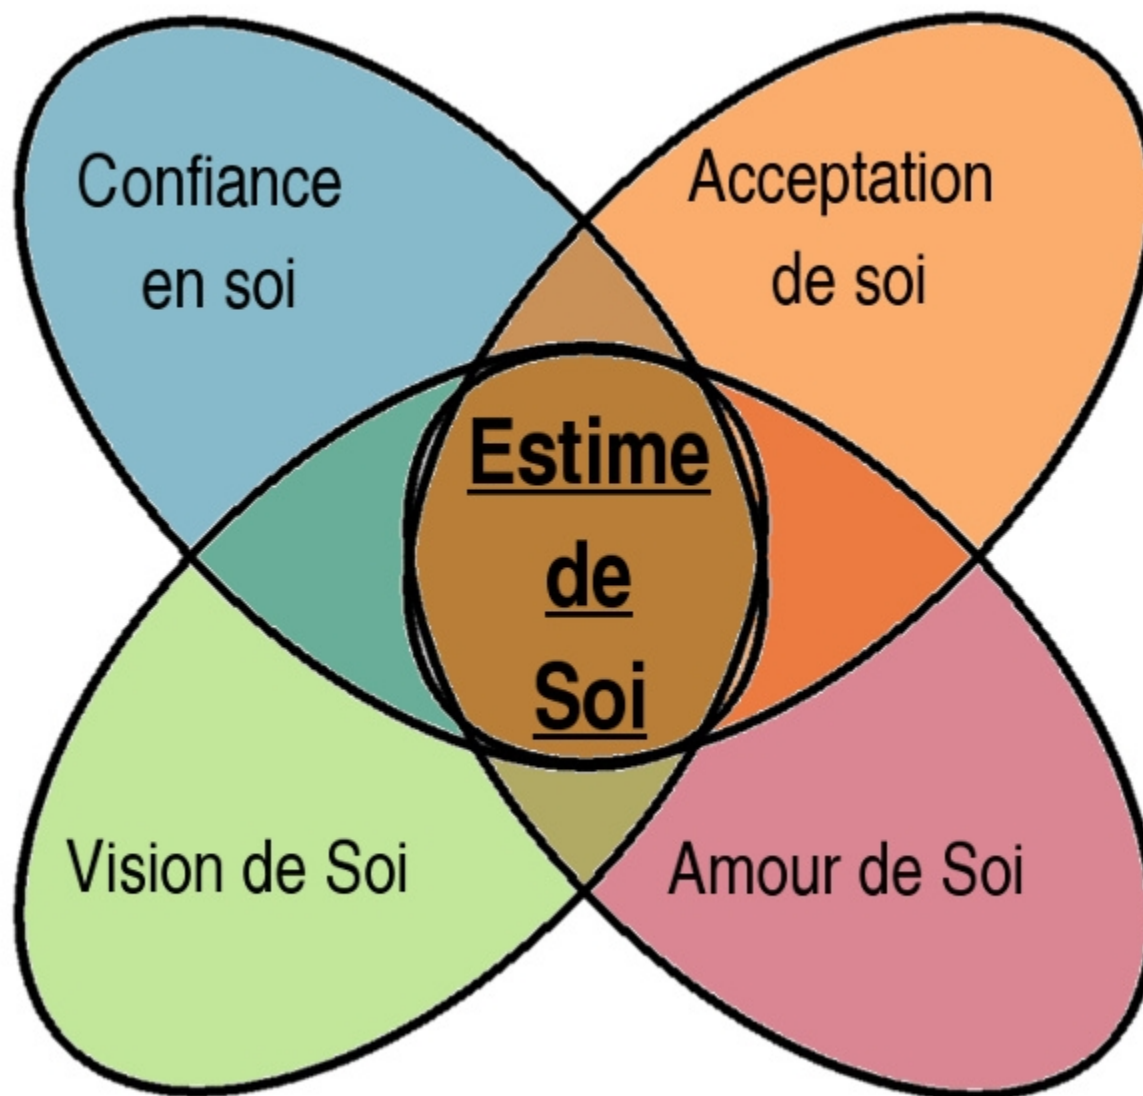 Confiance
en soi
Acceptation
de soi
Estime
de
Soi
Vision de Soi
Amour de Soi